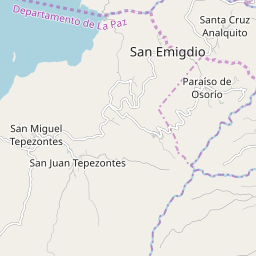 Departamento de La Paz
Santa Cruz
Analquito
San Emigdio
Paraíso de
Osorio
San Miguel
Tepezontes
San Juan Tepezontes